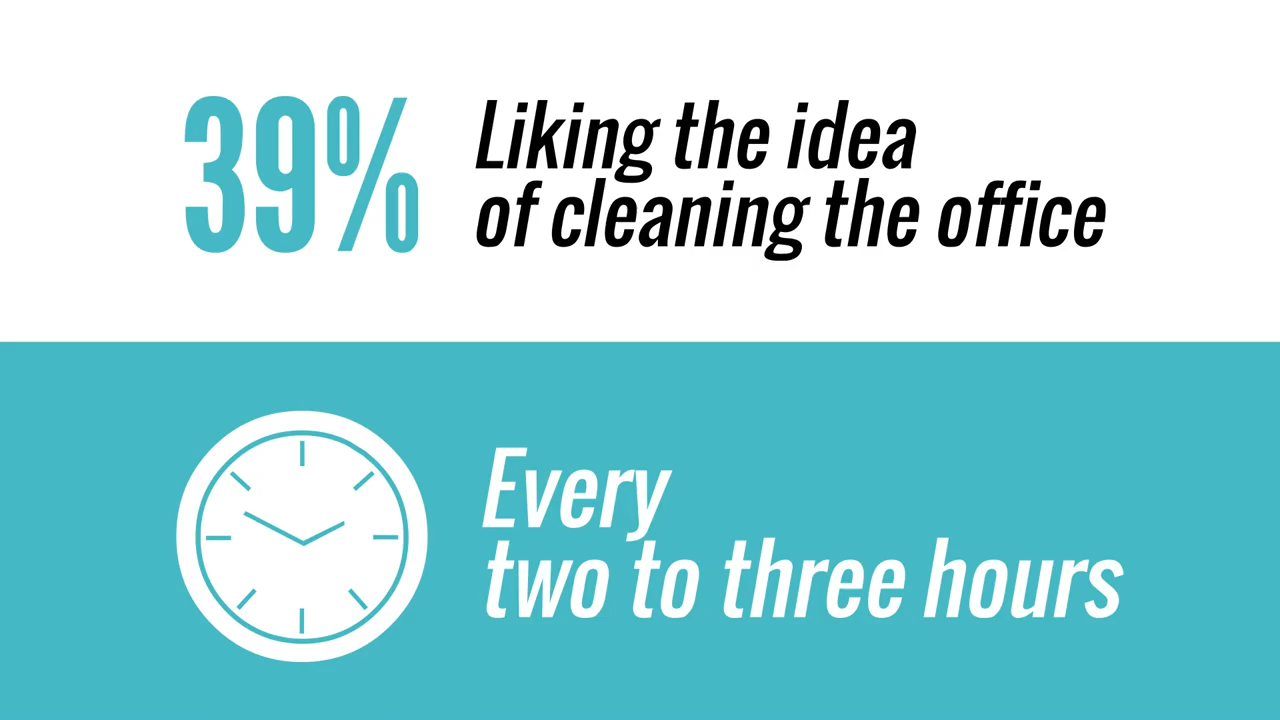 39%
Liking the idea
of cleaning the office
Every
two to three hours